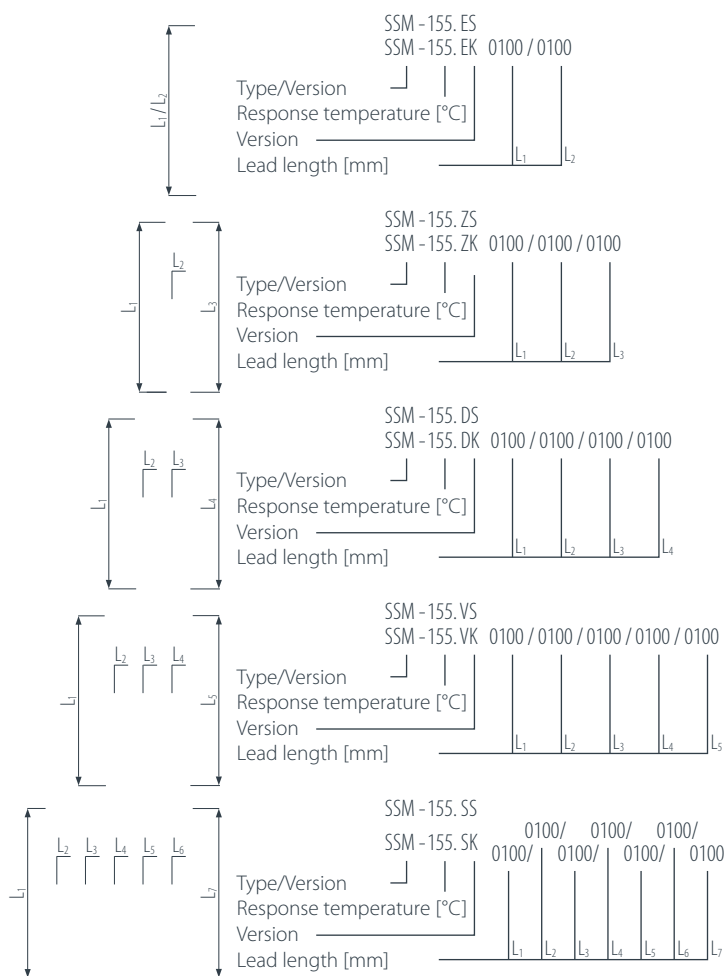 SSM - 155. ES
SSM - 155. EK 0100 / 0100
L1 / L2
Type/Version
Response temperature [°C]
Version
Lead length [mm]
L1 L2
SSM - 155. ZS
SSM - 155. ZK 0100 / 0100 / 0100
L1
L2
L3
Type/Version
Response temperature [°C]
Version
Lead length [mm]
L1 L2 L3
SSM - 155. DS
SSM - 155. DK 0100 / 0100 / 0100 / 0100
L1
L2 L3
L4
Type/Version
Response temperature [°C]
Version
Lead length [mm]
L1 L2 L3 L4
SSM - 155. VS
SSM - 155. VK 0100 / 0100 / 0100 / 0100 / 0100
L1
L2 L3 L4
L5
Type/Version
Response temperature [°C]
Version
Lead length [mm]
L1 L2 L3 L4 L5
SSM - 155. SS
SSM - 155. SK 0100/ 0100/ 0100/ 0100/ 0100/ 0100/ 0100
L1
L2 L3 L4 L5 L6
L7
Type/Version
Response temperature [°C]
Version
Lead length [mm]
L1 L2 L3 L4 L5 L6 L7